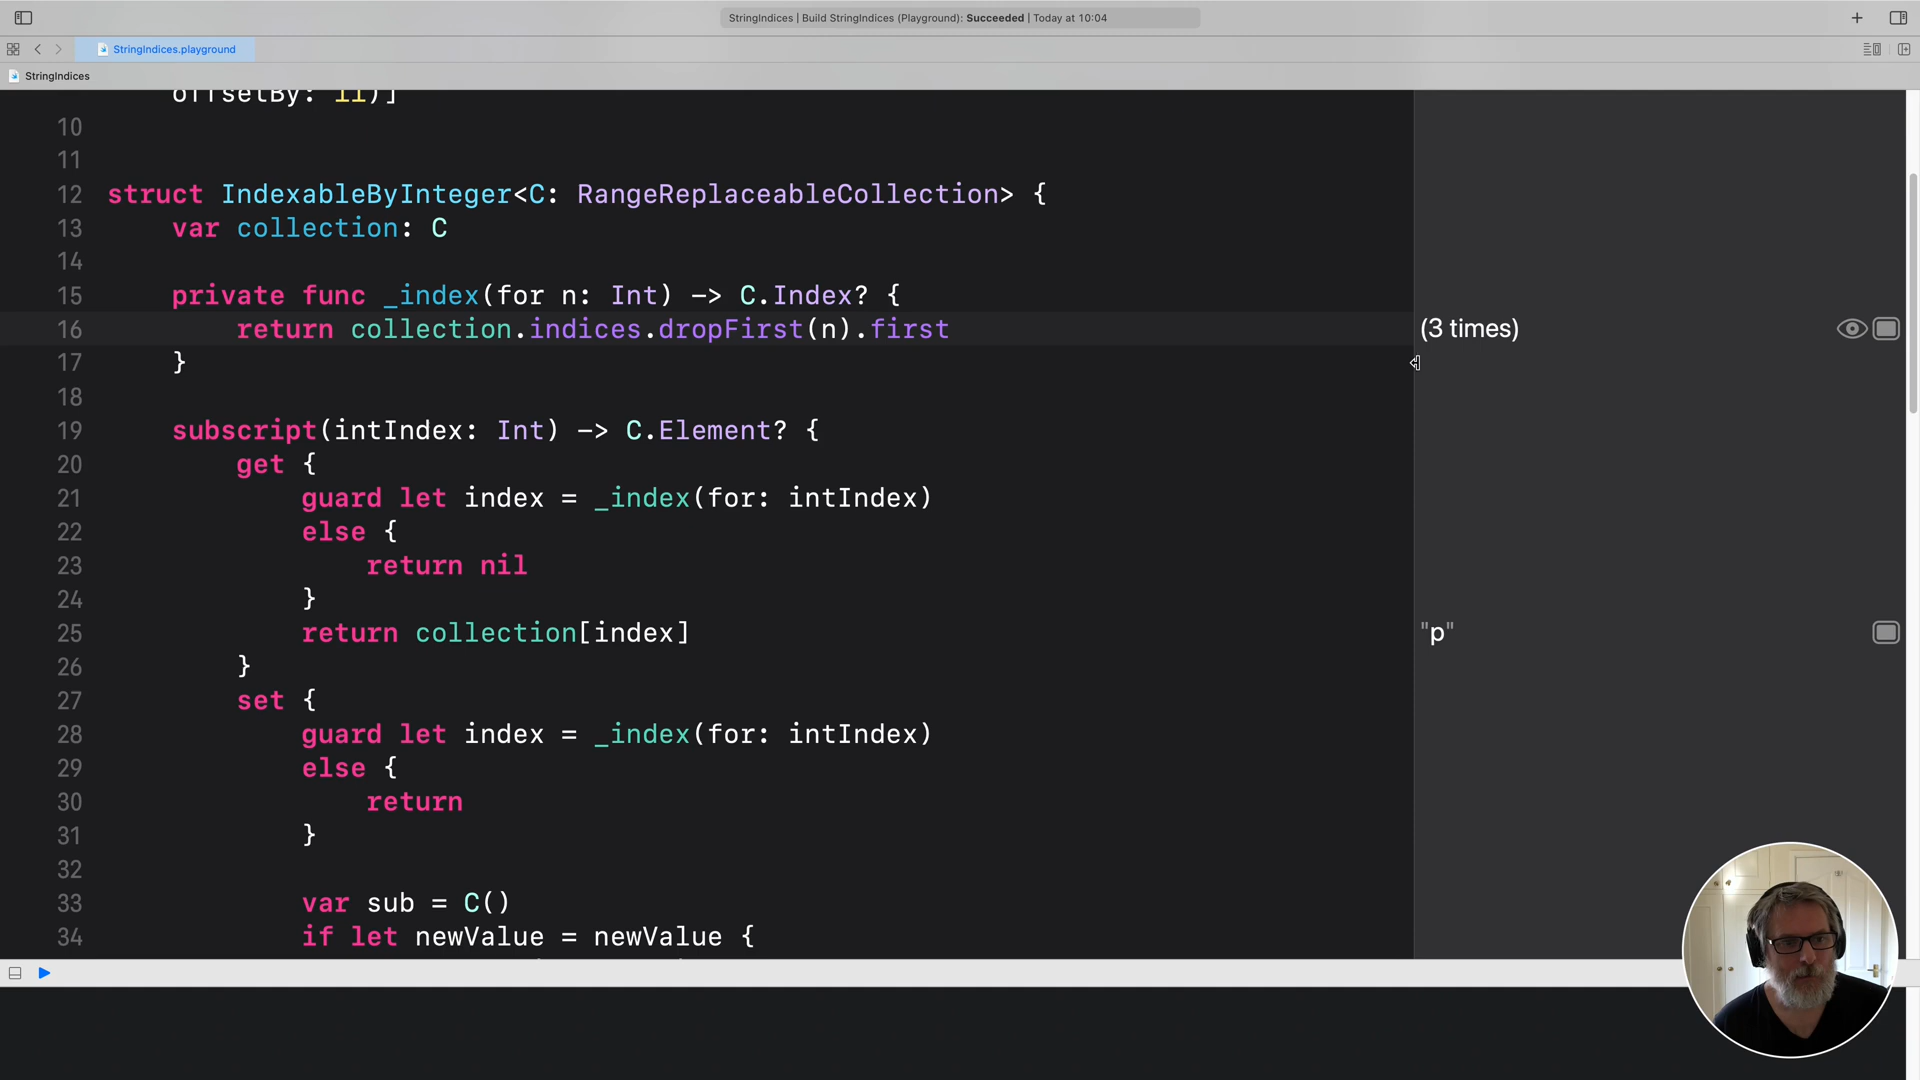 StringIndices | Build StringIndices (Playground): Succeeded | Today at 10:04
StringIndices.playground
StringIndices
offsetBy: 11)]
10
11
12 struct IndexableByInteger<C: RangeReplaceableCollection> {
13 var collection: C
14
15 private func _index(for n: Int) -> C.Index? {
16 return collection.indices.dropFirst(n).first (3 times)
17 }
18
19 subscript(intIndex: Int) -> C.Element? {
20 get {
21 guard let index = _index(for: intIndex)
22 else {
23 return nil
24 }
25 return collection[index] "p"
26 }
27 set {
28 guard let index = _index(for: intIndex)
29 else {
30 return
31 }
32
33 var sub = C()
34 if let newValue = newValue {